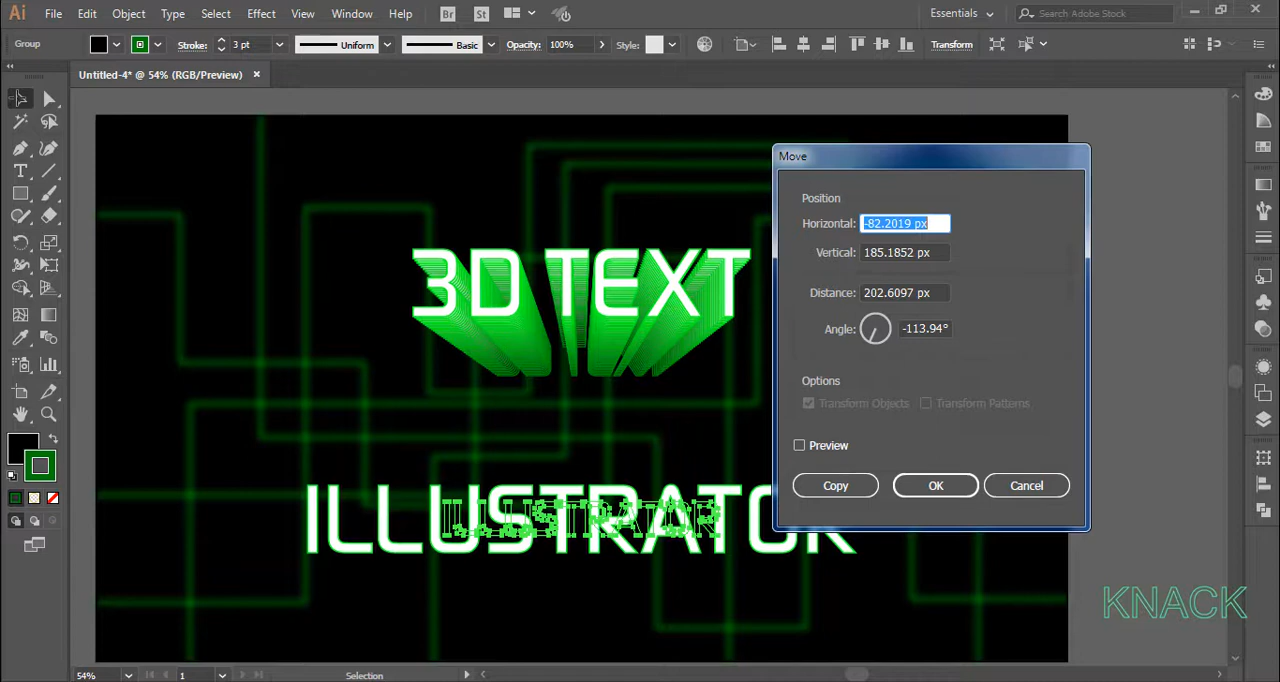 Ai File Edit Object Type Select Effect View Window Help Br St Essentials Search Adobe Stock
Group Stroke: 3 pt Uniform Basic Opacity: 100% Style: Transform
Untitled-4* @ 54% (RGB/Preview)
Move
Position
Horizontal: -82.2019 px
Vertical: 185.1852 px
Distance: 202.6097 px
Angle: -113.94°
Options
Transform Objects Transform Patterns
Preview
Copy OK Cancel
3D TEXT
ILLUSTRATOR
ILLUSTRATOR
KNACK
54% 1 Selection